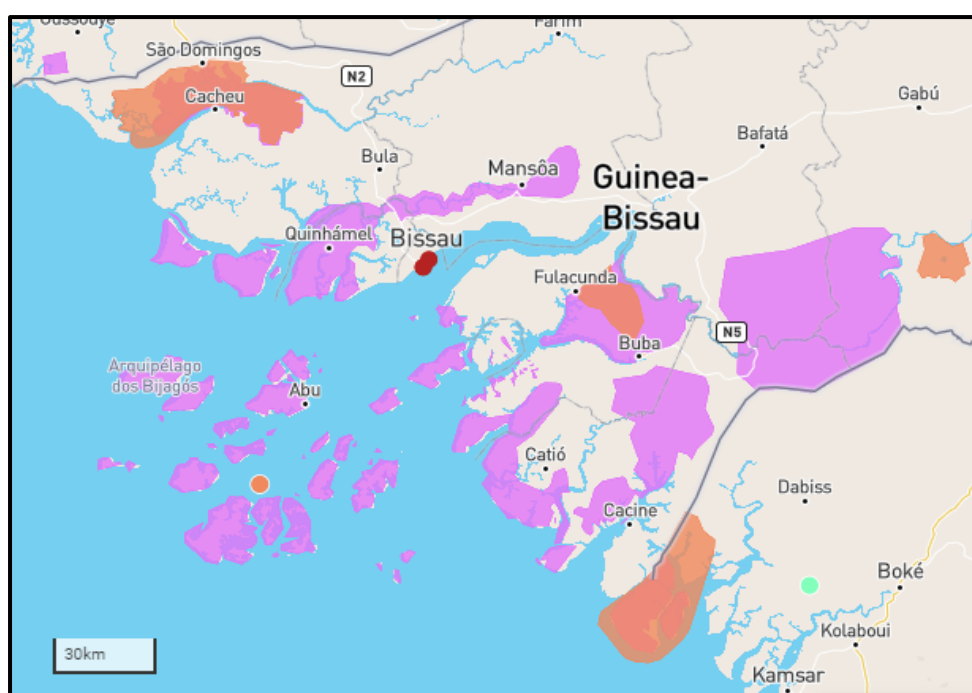 Oussouye
Farim
São Domingos
N2
Cacheu
Gabú
Bafatá
Bula
Mansôa
Guinea-
Bissau
Quinhámel
Bissau
Fulacunda
N5
Buba
Arquipélago
dos Bijagós
Abu
Catió
Dabiss
Cacine
Boké
Kolaboui
30km
Kamsar